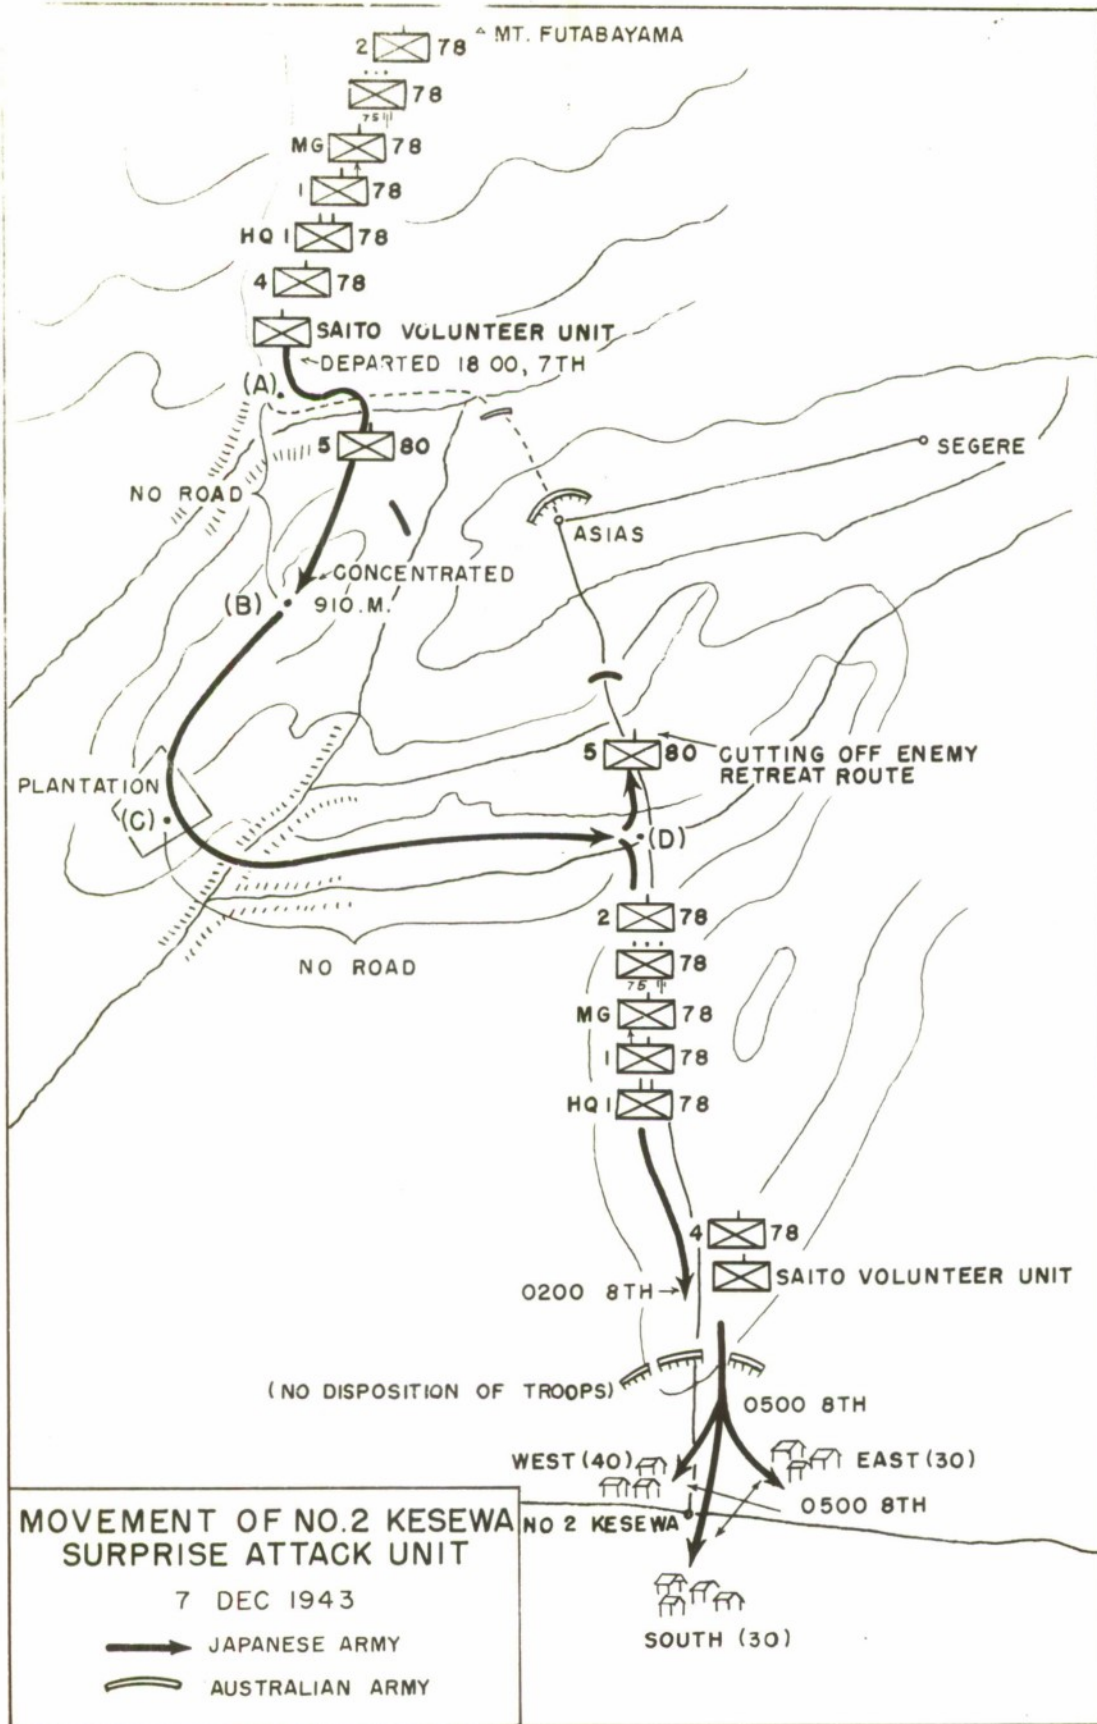 MT. FUTABAYAMA
2 78
78
75
MG 78
1 78
HQ 1 78
4 78
SAITO VOLUNTEER UNIT
DEPARTED 18 00, 7TH
(A)
5 80
SEGERE
NO ROAD
ASIAS
CONCENTRATED
(B) 910.M.
5 80
CUTTING OFF ENEMY
RETREAT ROUTE
PLANTATION
(C)
(D)
2 78
NO ROAD
78
75
MG 78
1 78
HQ 1 78
4 78
SAITO VOLUNTEER UNIT
0200 8TH
(NO DISPOSITION OF TROOPS)
0500 8TH
WEST (40)
EAST (30)
0500 8TH
NO 2 KESEWA
SOUTH (30)
MOVEMENT OF NO.2 KESEWA
SURPRISE ATTACK UNIT
7 DEC 1943
JAPANESE ARMY
AUSTRALIAN ARMY